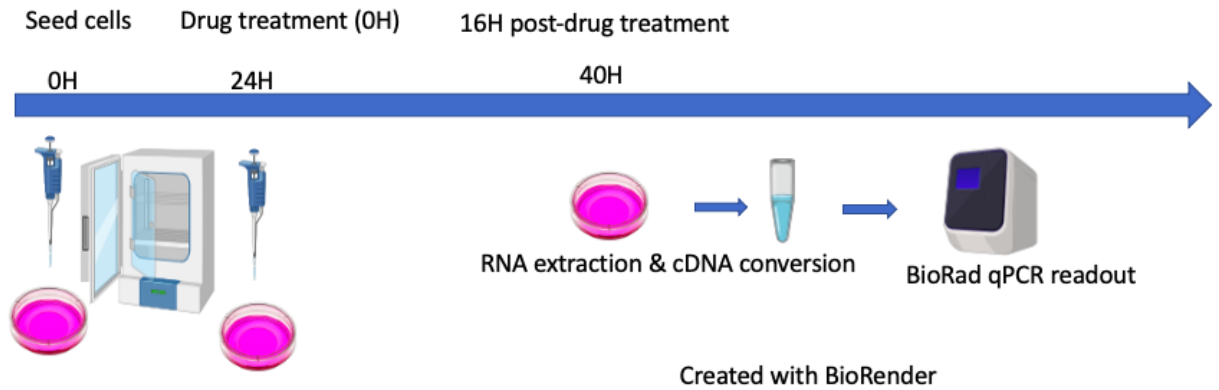 Seed cells
Drug treatment (0H)
16H post-drug treatment
0H
24H
40H
RNA extraction & cDNA conversion
BioRad qPCR readout
Created with BioRender